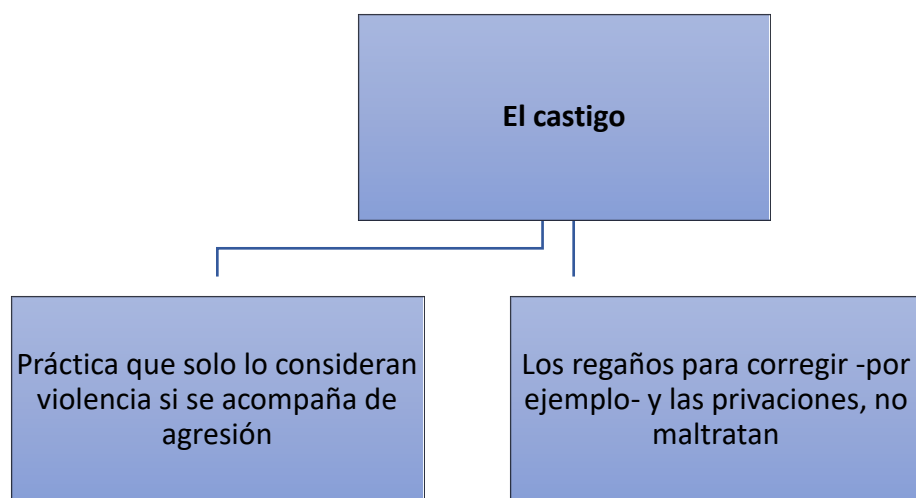 El castigo
Práctica que solo lo consideran
violencia si se acompaña de
agresión
Los regaños para corregir -por
ejemplo- y las privaciones, no
maltratan